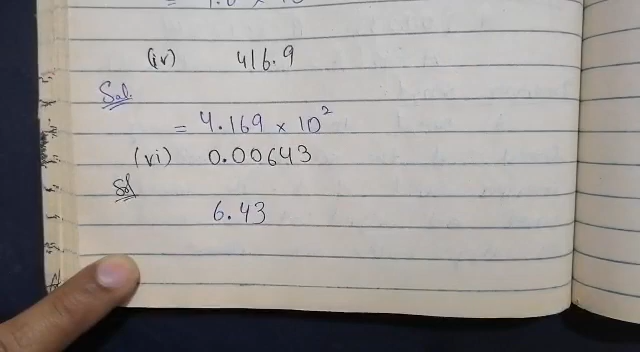 (iv) 416.9
Sol.
= 4.169 × 10²
(vi) 0.00643
Sol
6.43